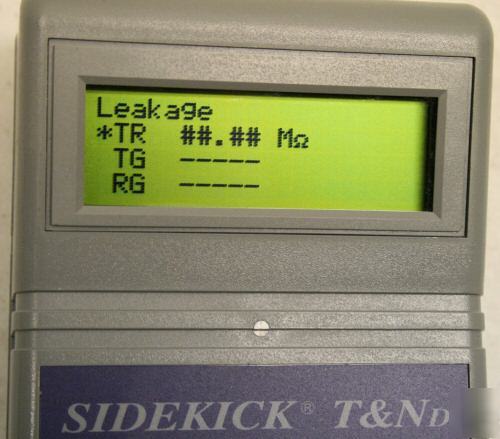 Leakage
*TR ##.## MΩ
TG -----
RG -----
SIDEKICK® T&ND